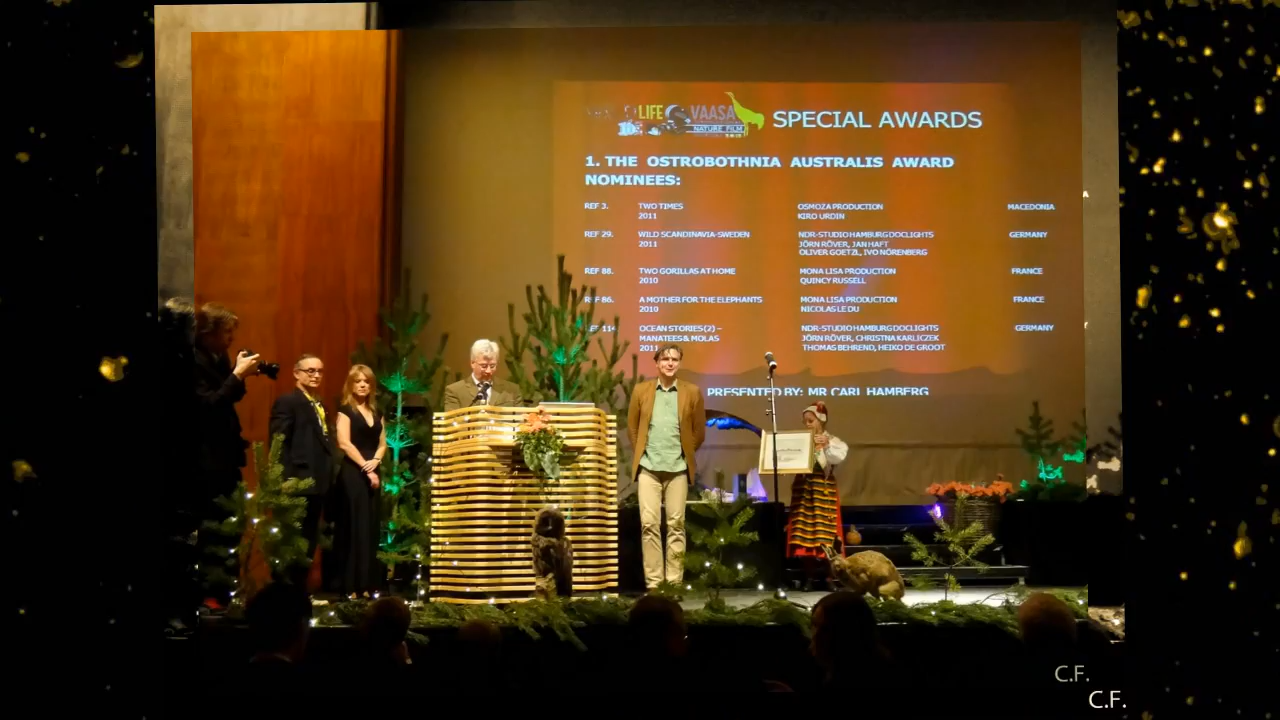 LIFE VAASA
NATURE FILM
SPECIAL AWARDS
1. THE OSTROBOTHNIA AUSTRALIS AWARD
NOMINEES:
REF 3. TWO TIMES OSMOZA PRODUCTION MACEDONIA
2011 KIRO URDIN
REF 29. WILD SCANDINAVIA-SWEDEN NDR-STUDIO HAMBURG DOCLIGHTS GERMANY
2011 JÖRN RÖVER, JAN HAFT
OLIVER GOETZL, IVO NÖRENBERG
REF 88. TWO GORILLAS AT HOME MONA LISA PRODUCTION FRANCE
2010 QUINCY RUSSELL
REF 86. A MOTHER FOR THE ELEPHANTS MONA LISA PRODUCTION FRANCE
2010 NICOLAS LE DU
114 OCEAN STORIES (2) – NDR-STUDIO HAMBURG DOCLIGHTS GERMANY
MANATEES & MOLAS JÖRN RÖVER, CHRISTNA KARLICZEK
2011 THOMAS BEHREND, HEIKO DE GROOT
PRESENTED BY: MR CARL HAMBERG
C.F.
C.F.